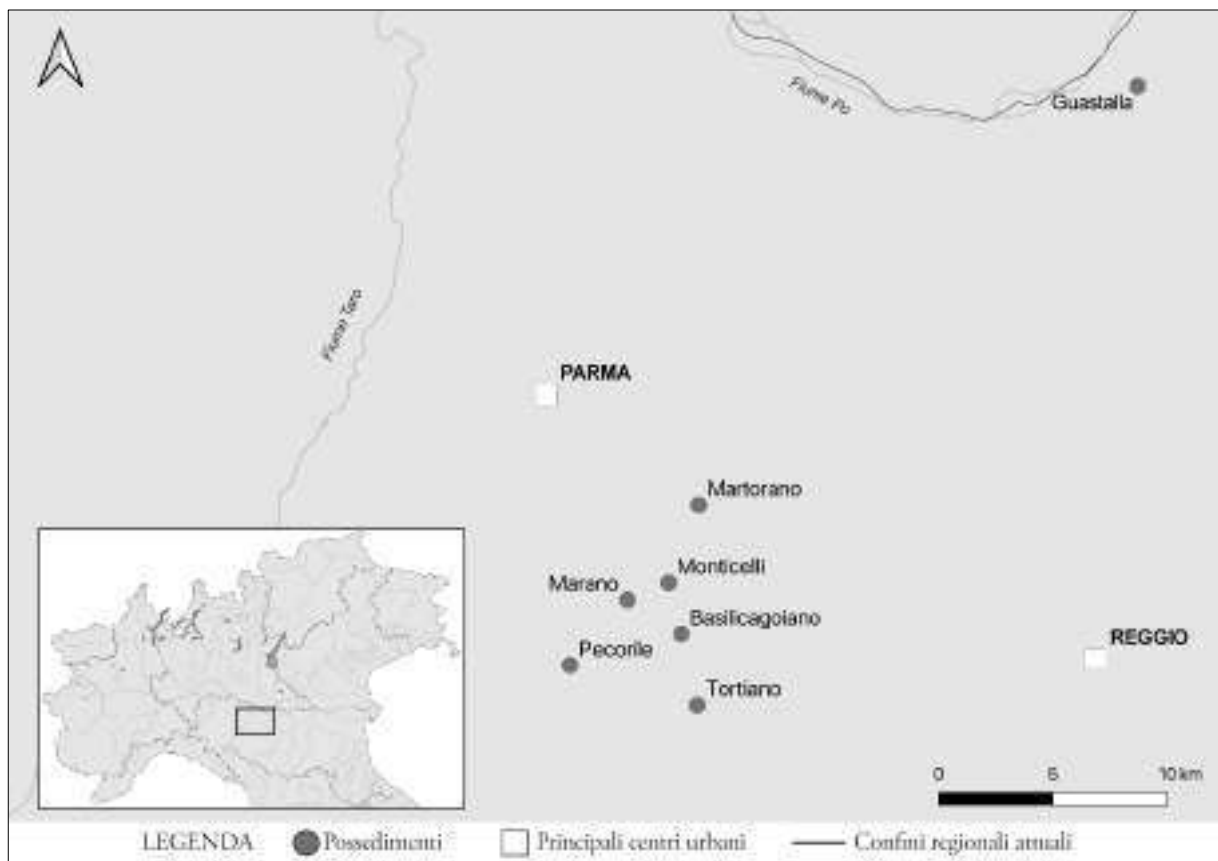 Fiume Po
Guastalla
Fiume Taro
PARMA
Martorano
Monticelli
Marano
Basilicagoiano
Pecorile
REGGIO
Tortiano
0 5 10 km
LEGENDA Possedimenti Principali centri urbani Confini regionali attuali